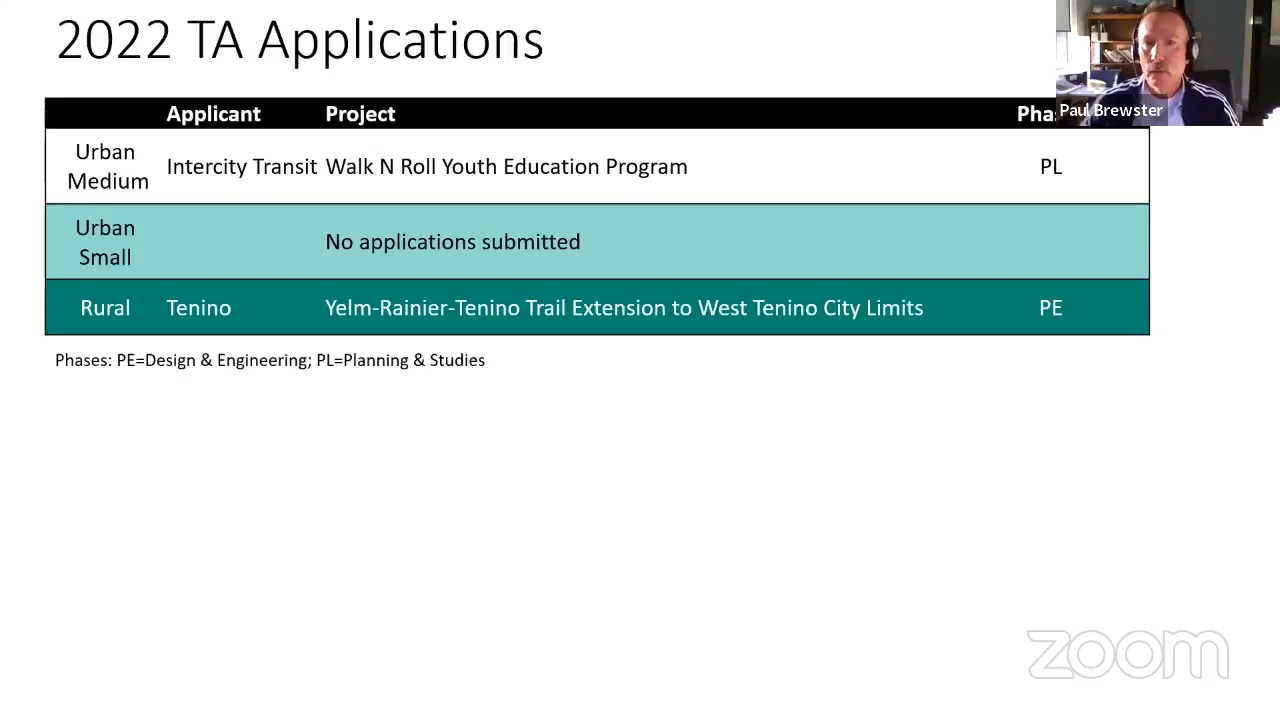 2022 TA Applications
Paul Brewster
Applicant Project Pha
Urban
Medium
Intercity Transit Walk N Roll Youth Education Program PL
Urban
Small
No applications submitted
Rural Tenino Yelm-Rainier-Tenino Trail Extension to West Tenino City Limits PE
Phases: PE=Design & Engineering; PL=Planning & Studies
zoom